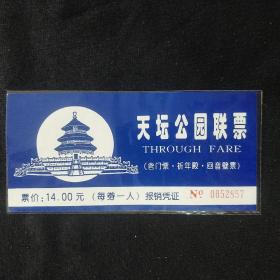 天坛公园联票
THROUGH FARE
(含门票·祈年殿·回音壁票)
票价:14.00元(每券一人)报销凭证 No 0852857